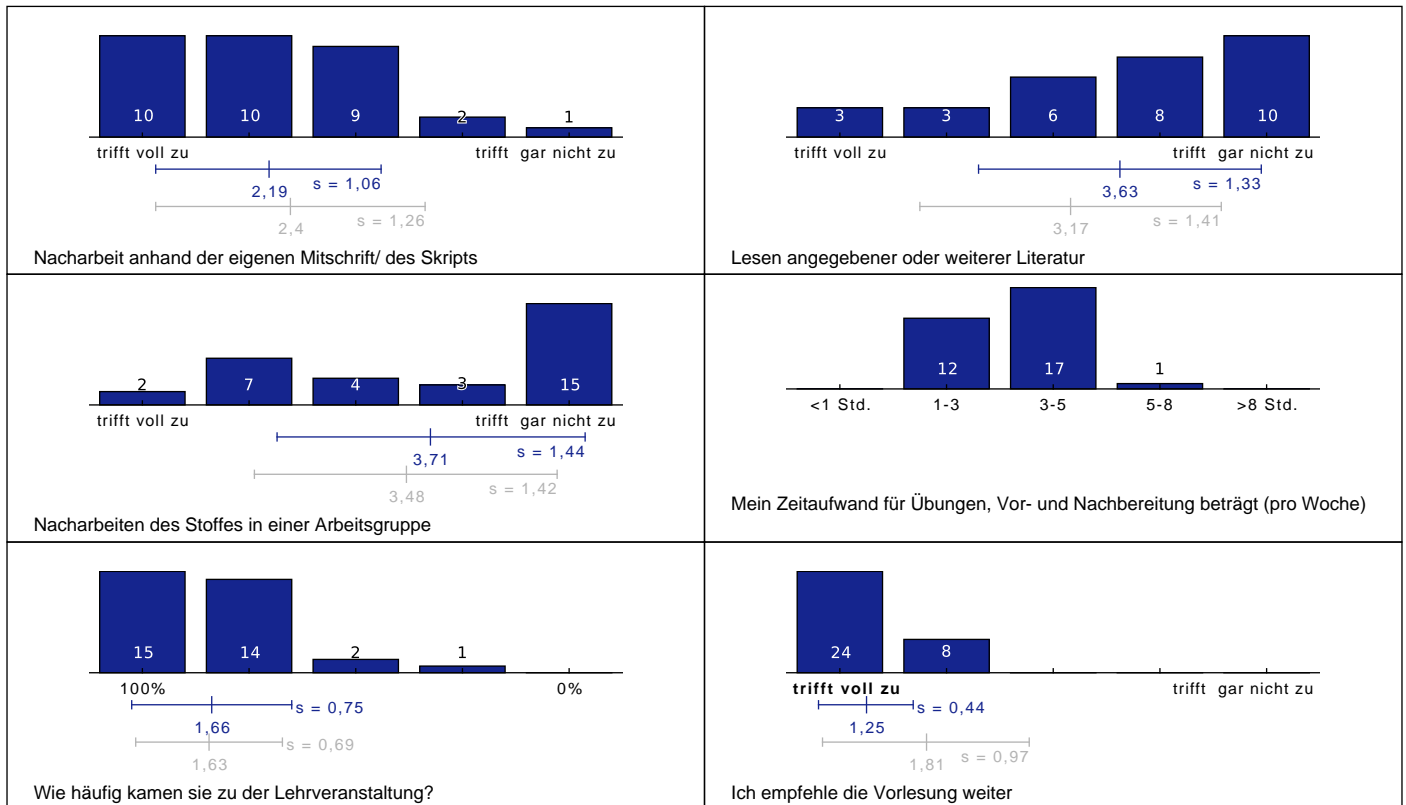 10 10 9 2 1
trifft voll zu trifft gar nicht zu
s = 1,06
2,19
s = 1,26
2,4
Nacharbeit anhand der eigenen Mitschrift/ des Skripts
3 3 6 8 10
trifft voll zu trifft gar nicht zu
s = 1,33
3,63
s = 1,41
3,17
Lesen angegebener oder weiterer Literatur
2 7 4 3 15
trifft voll zu trifft gar nicht zu
s = 1,44
3,71
s = 1,42
3,48
Nacharbeiten des Stoffes in einer Arbeitsgruppe
12 17 1
<1 Std. 1-3 3-5 5-8 >8 Std.
Mein Zeitaufwand für Übungen, Vor- und Nachbereitung beträgt (pro Woche)
15 14 2 1
100% 0%
s = 0,75
1,66
s = 0,69
1,63
Wie häufig kamen sie zu der Lehrveranstaltung?
24 8
trifft voll zu trifft gar nicht zu
s = 0,44
1,25
s = 0,97
1,81
Ich empfehle die Vorlesung weiter